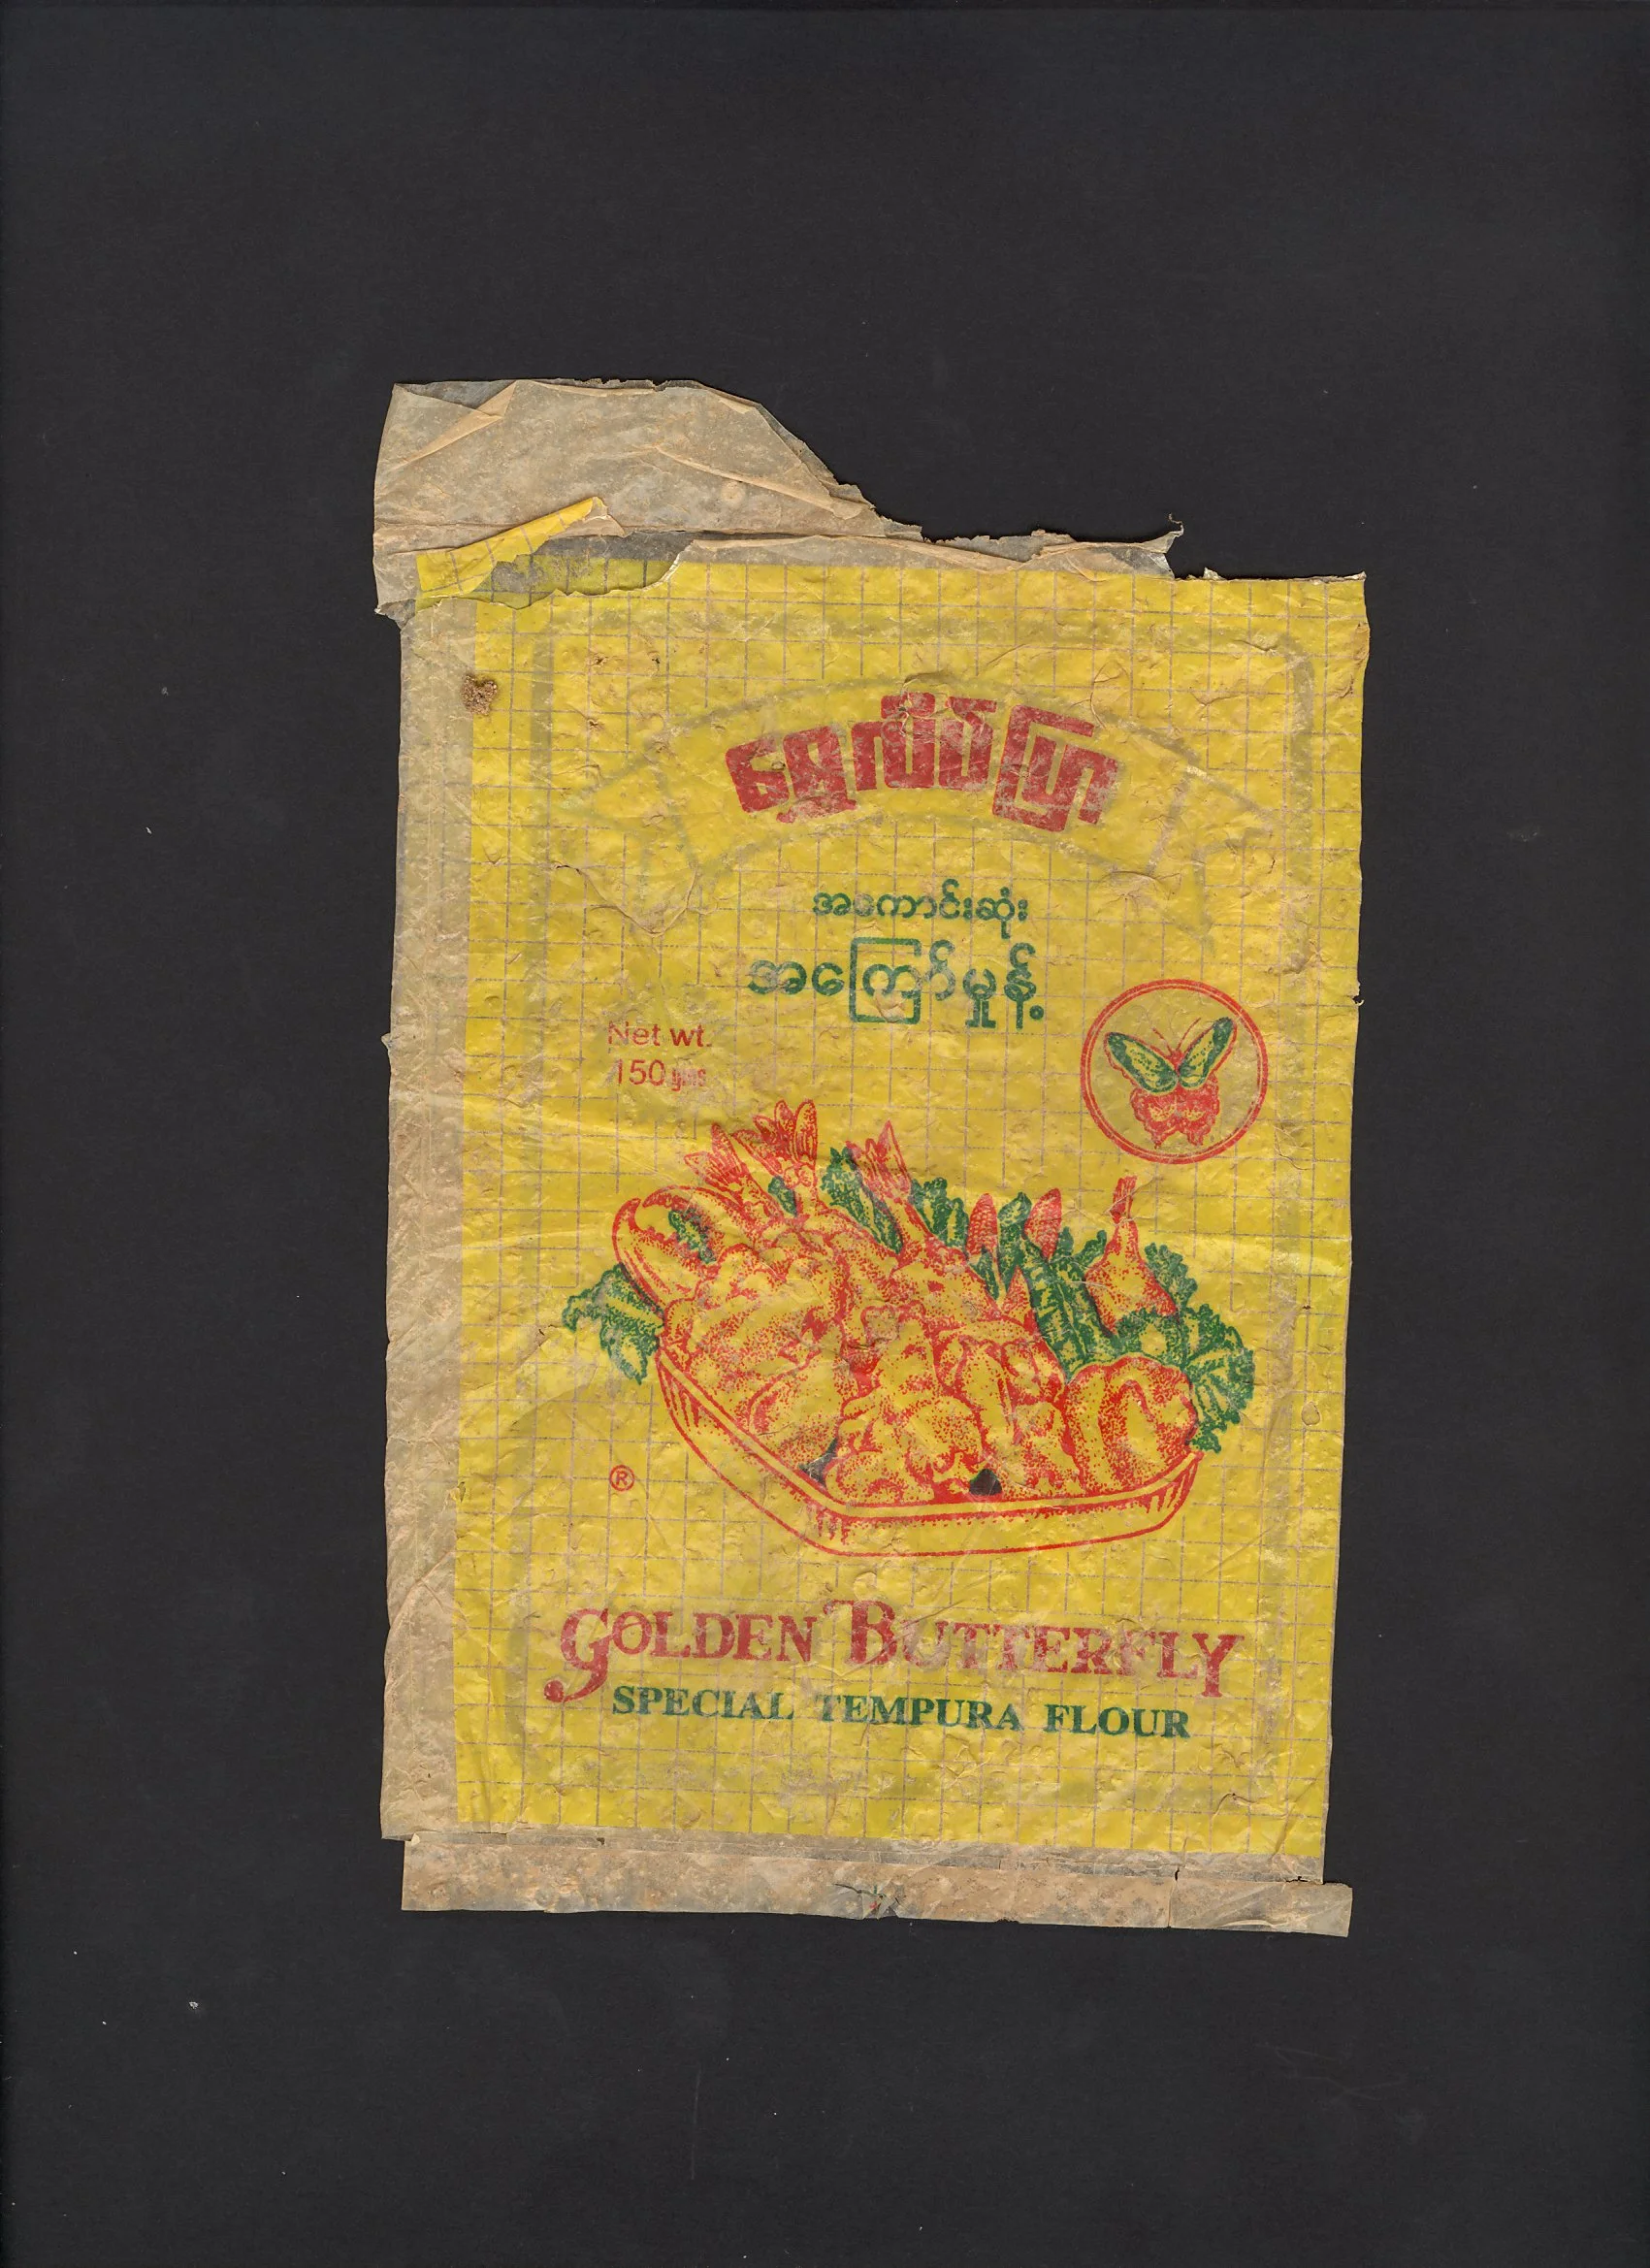 ရွှေလိပ်ပြာ
အကောင်းဆုံး
အကြော်မှုန့်
Net wt.
150 gms
®
GOLDEN BUTTERFLY
SPECIAL TEMPURA FLOUR